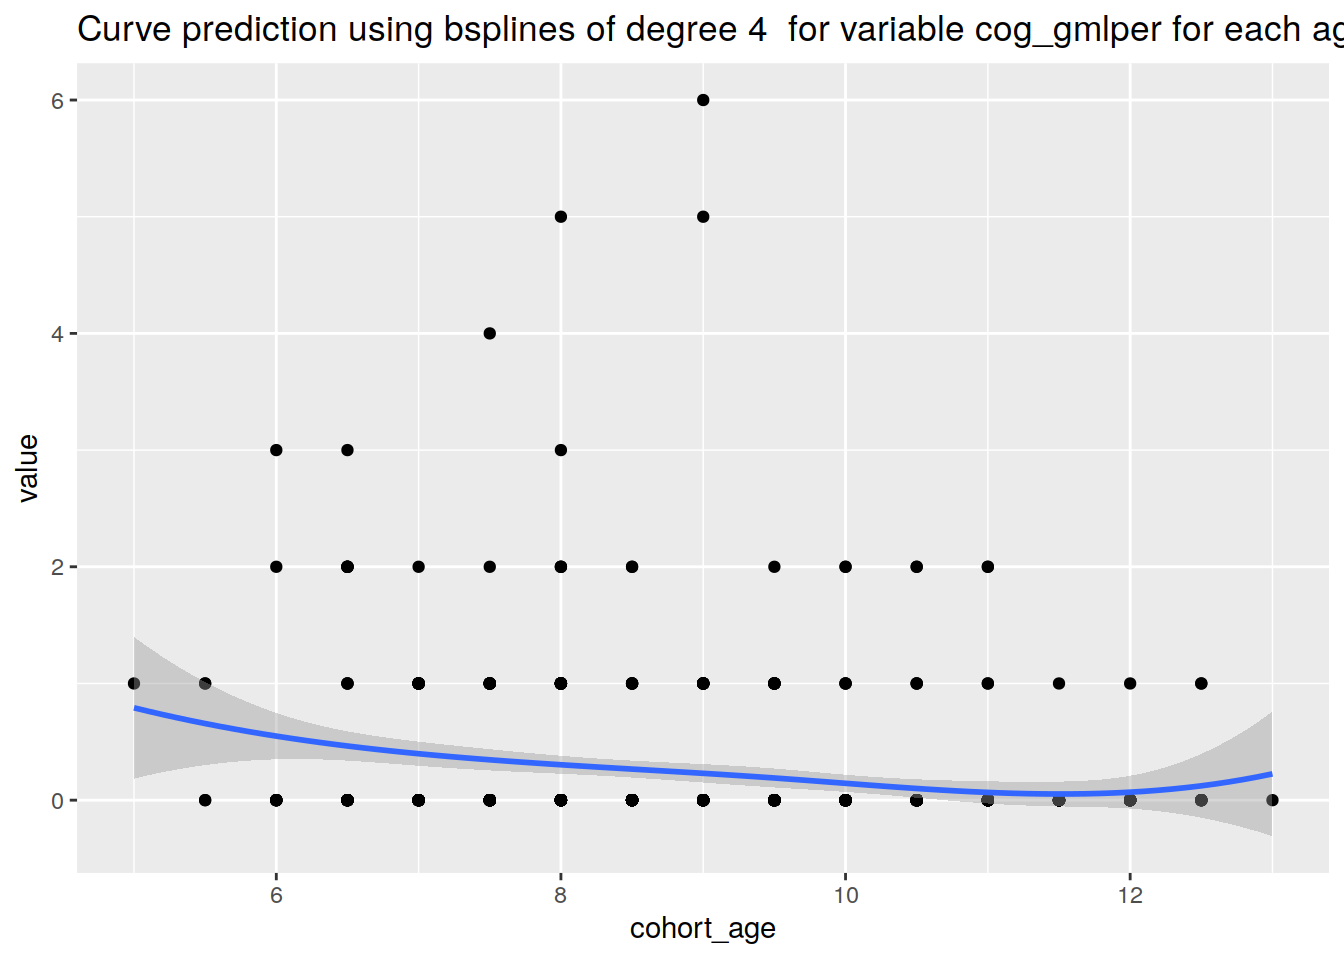 Curve prediction using bsplines of degree 4  for variable cog_gmlper for each ag
6
4
2
0
value
6
8
10
12
cohort_age